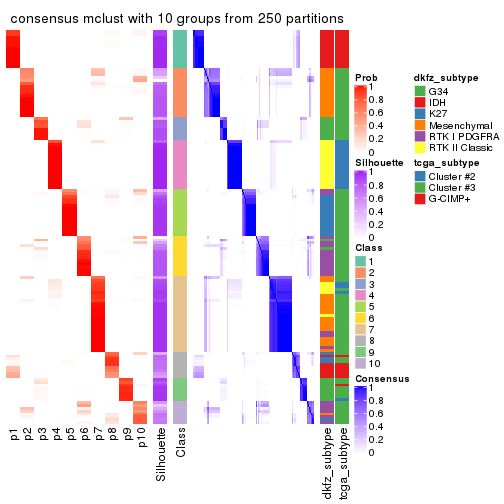 consensus mclust with 10 groups from 250 partitions
Prob
1
0.8
0.6
0.4
0.2
0
Silhouette
1
0.8
0.6
0.4
0.2
0
Class
1
2
3
4
5
6
7
8
9
10
Consensus
1
0.8
0.6
0.4
0.2
0
dkfz_subtype
G34
IDH
K27
Mesenchymal
RTK I PDGFRA
RTK II Classic
tcga_subtype
Cluster #2
Cluster #3
G-CIMP+
p1
p2
p3
p4
p5
p6
p7
p8
p9
p10
Silhouette
Class
dkfz_subtype
tcga_subtype